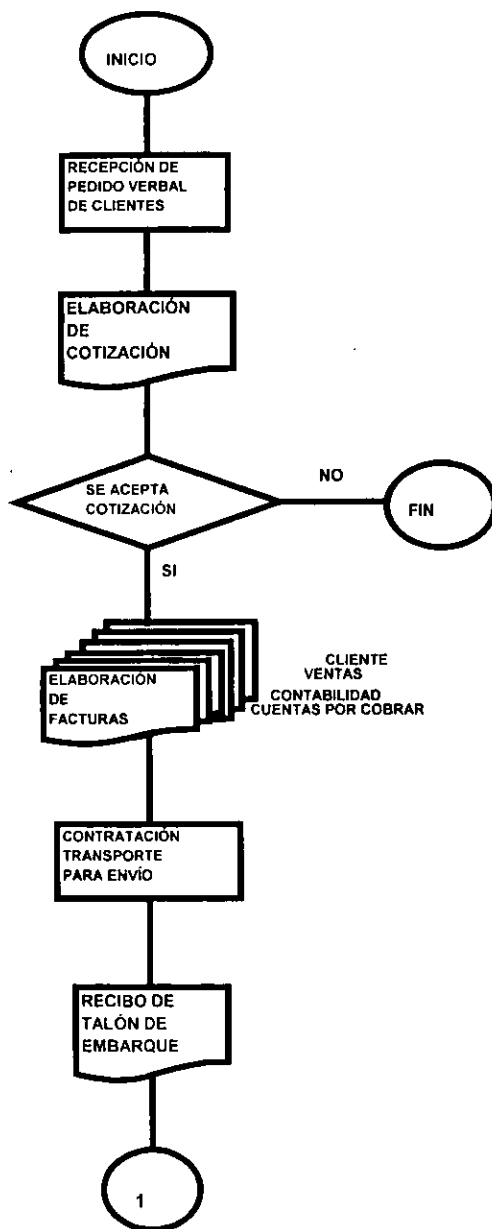 INICIO
RECEPCIÓN DE
PEDIDO VERBAL
DE CLIENTES
ELABORACIÓN
DE
COTIZACIÓN
SE ACEPTA
COTIZACIÓN
NO
FIN
SI
ELABORACIÓN
DE
FACTURAS
CLIENTE
VENTAS
CONTABILIDAD
CUENTAS POR COBRAR
CONTRATACIÓN
TRANSPORTE
PARA ENVÍO
RECIBO DE
TALÓN DE
EMBARQUE
1